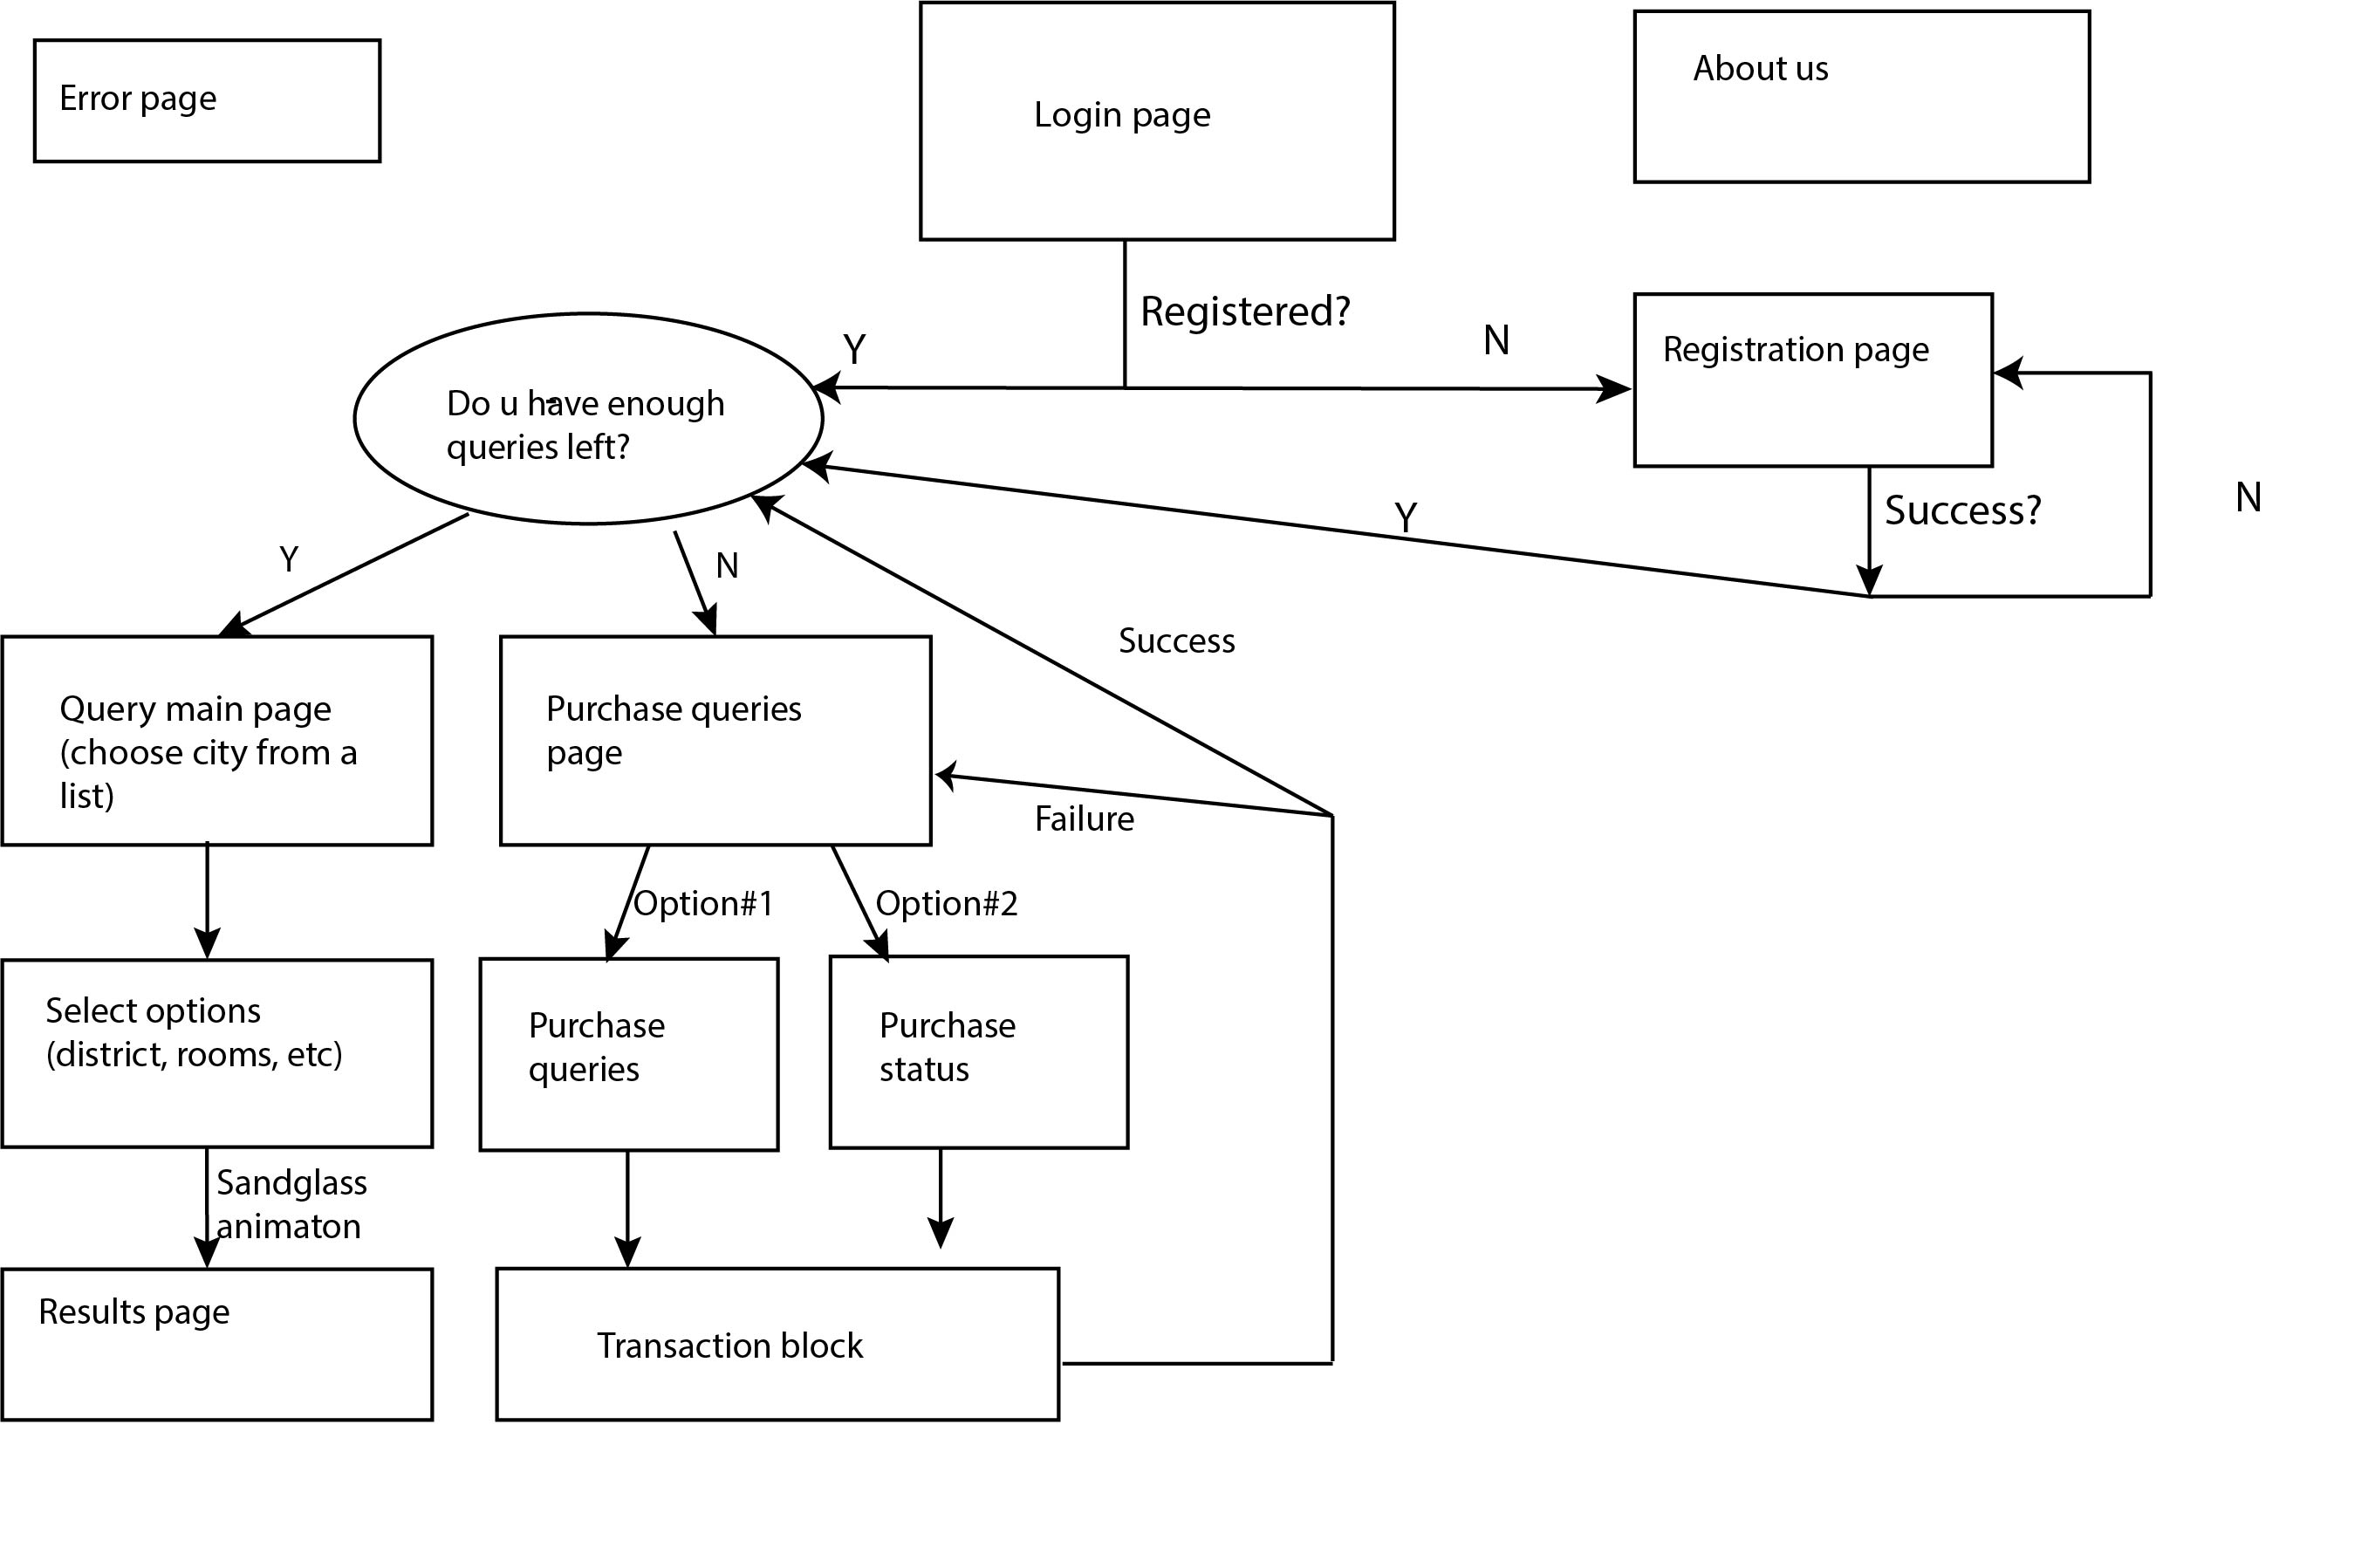 Error page
Login page
About us
Registered?
Y
N
Registration page
Do u have enough
queries left?
Success?
N
Y
Y
N
Success
Query main page
(choose city from a
list)
Purchase queries
page
Failure
Option#1
Option#2
Select options
(district, rooms, etc)
Purchase
queries
Purchase
status
Sandglass
animaton
Results page
Transaction block